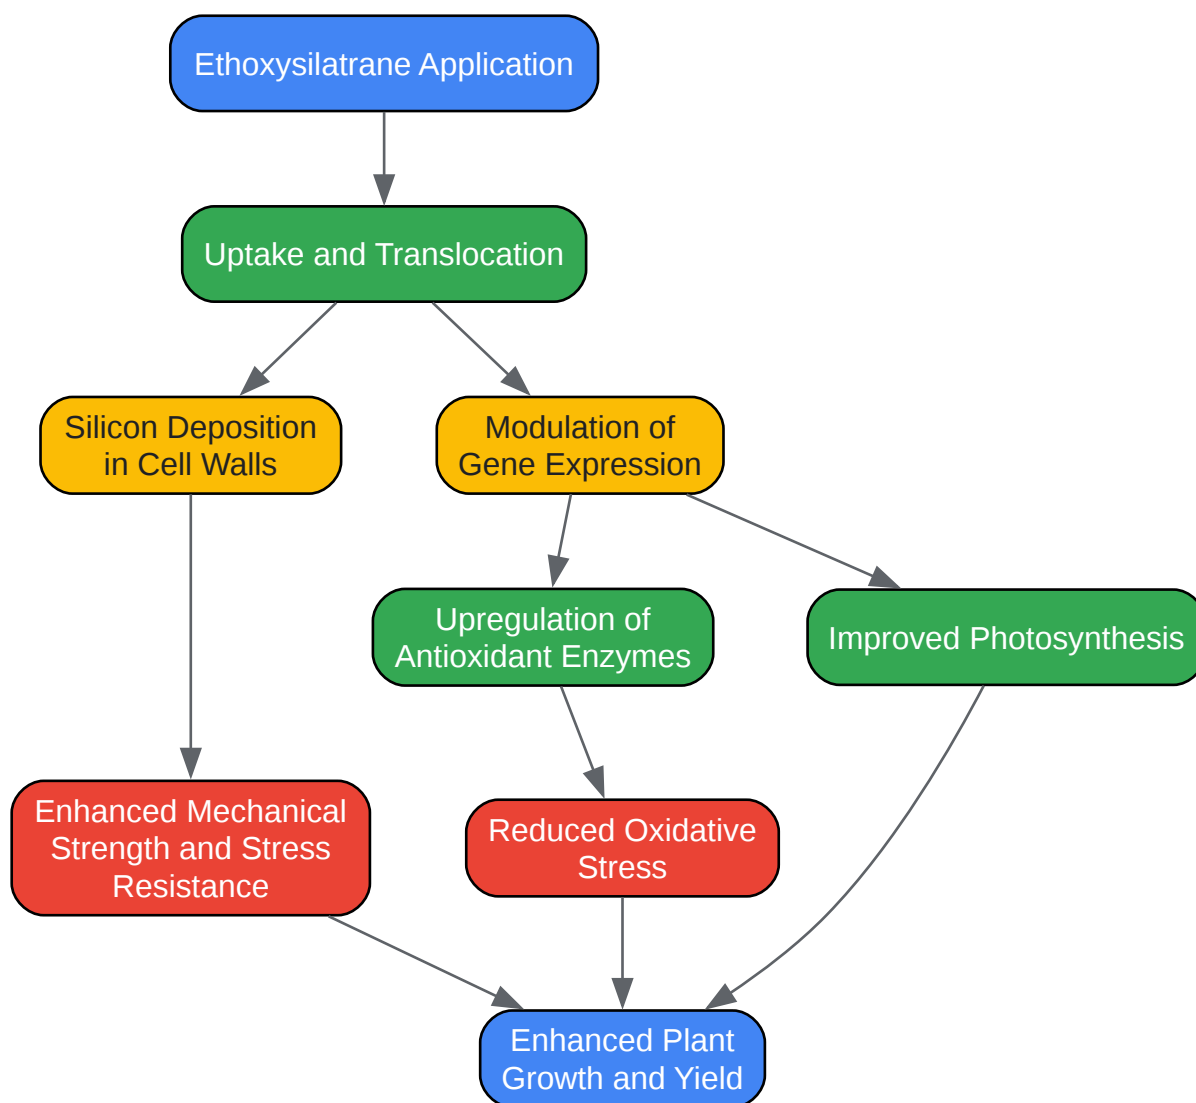 Ethoxysilatrane Application
Uptake and Translocation
Silicon Deposition
in Cell Walls
Modulation of
Gene Expression
Upregulation of
Antioxidant Enzymes
Improved Photosynthesis
Enhanced Mechanical
Strength and Stress
Resistance
Reduced Oxidative
Stress
Enhanced Plant
Growth and Yield